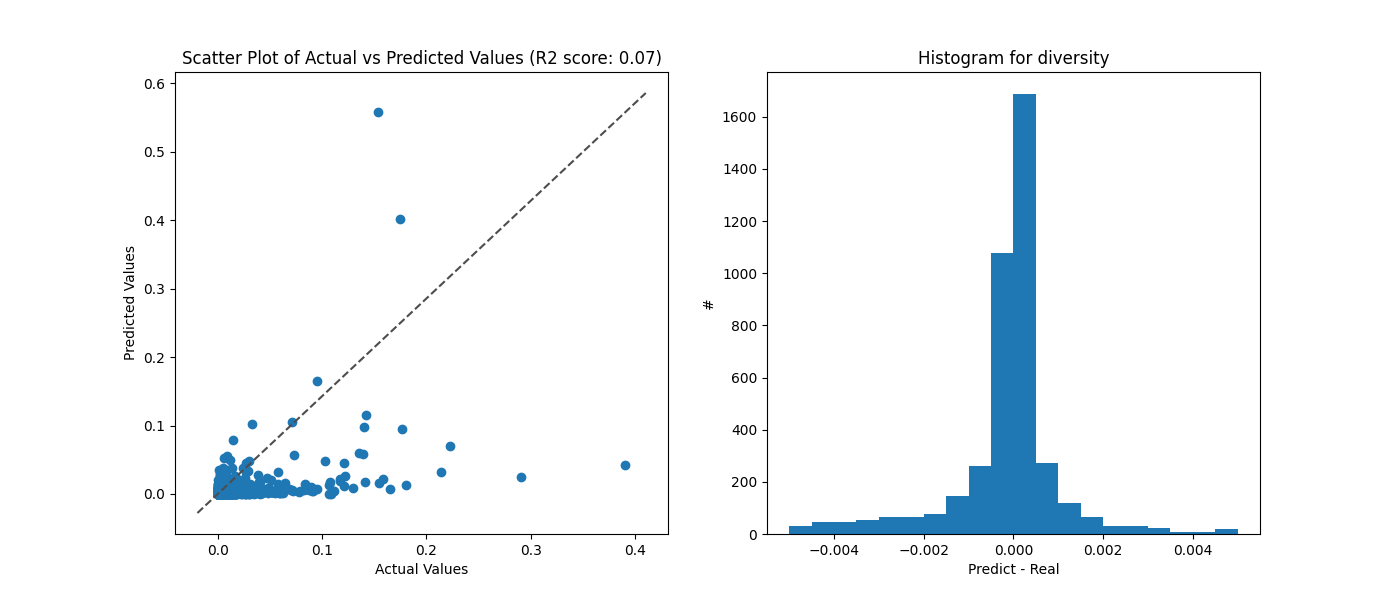 Scatter Plot of Actual vs Predicted Values (R2 score: 0.07)
0.6
0.5
0.4
0.3
0.2
0.1
0.0
Predicted Values
0.0 0.1 0.2 0.3 0.4
Actual Values
Histogram for diversity
1600
1400
1200
1000
800
600
400
200
0
#
−0.004 −0.002 0.000 0.002 0.004
Predict - Real